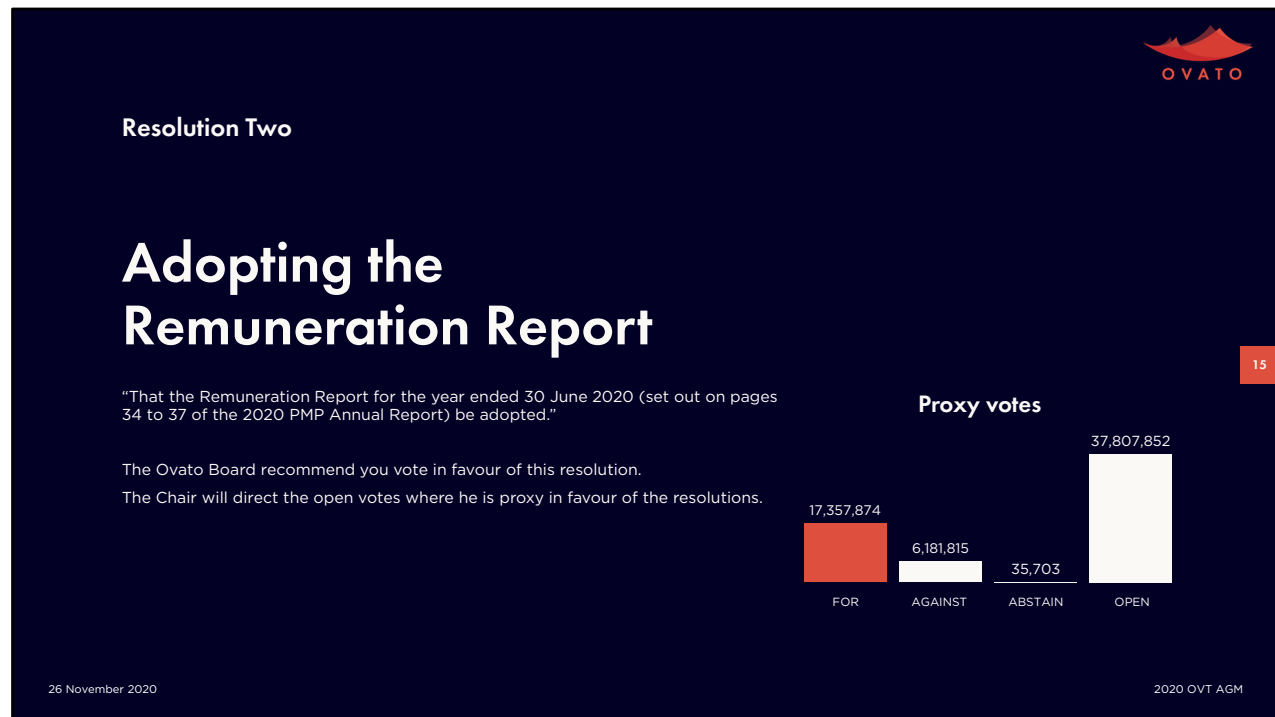 OVATO
Resolution Two
Adopting the
Remuneration Report
15
“That the Remuneration Report for the year ended 30 June 2020 (set out on pages
34 to 37 of the 2020 PMP Annual Report) be adopted.”
The Ovato Board recommend you vote in favour of this resolution.
The Chair will direct the open votes where he is proxy in favour of the resolutions.
Proxy votes
17,357,874
6,181,815
35,703
37,807,852
FOR
AGAINST
ABSTAIN
OPEN
26 November 2020
2020 OVT AGM